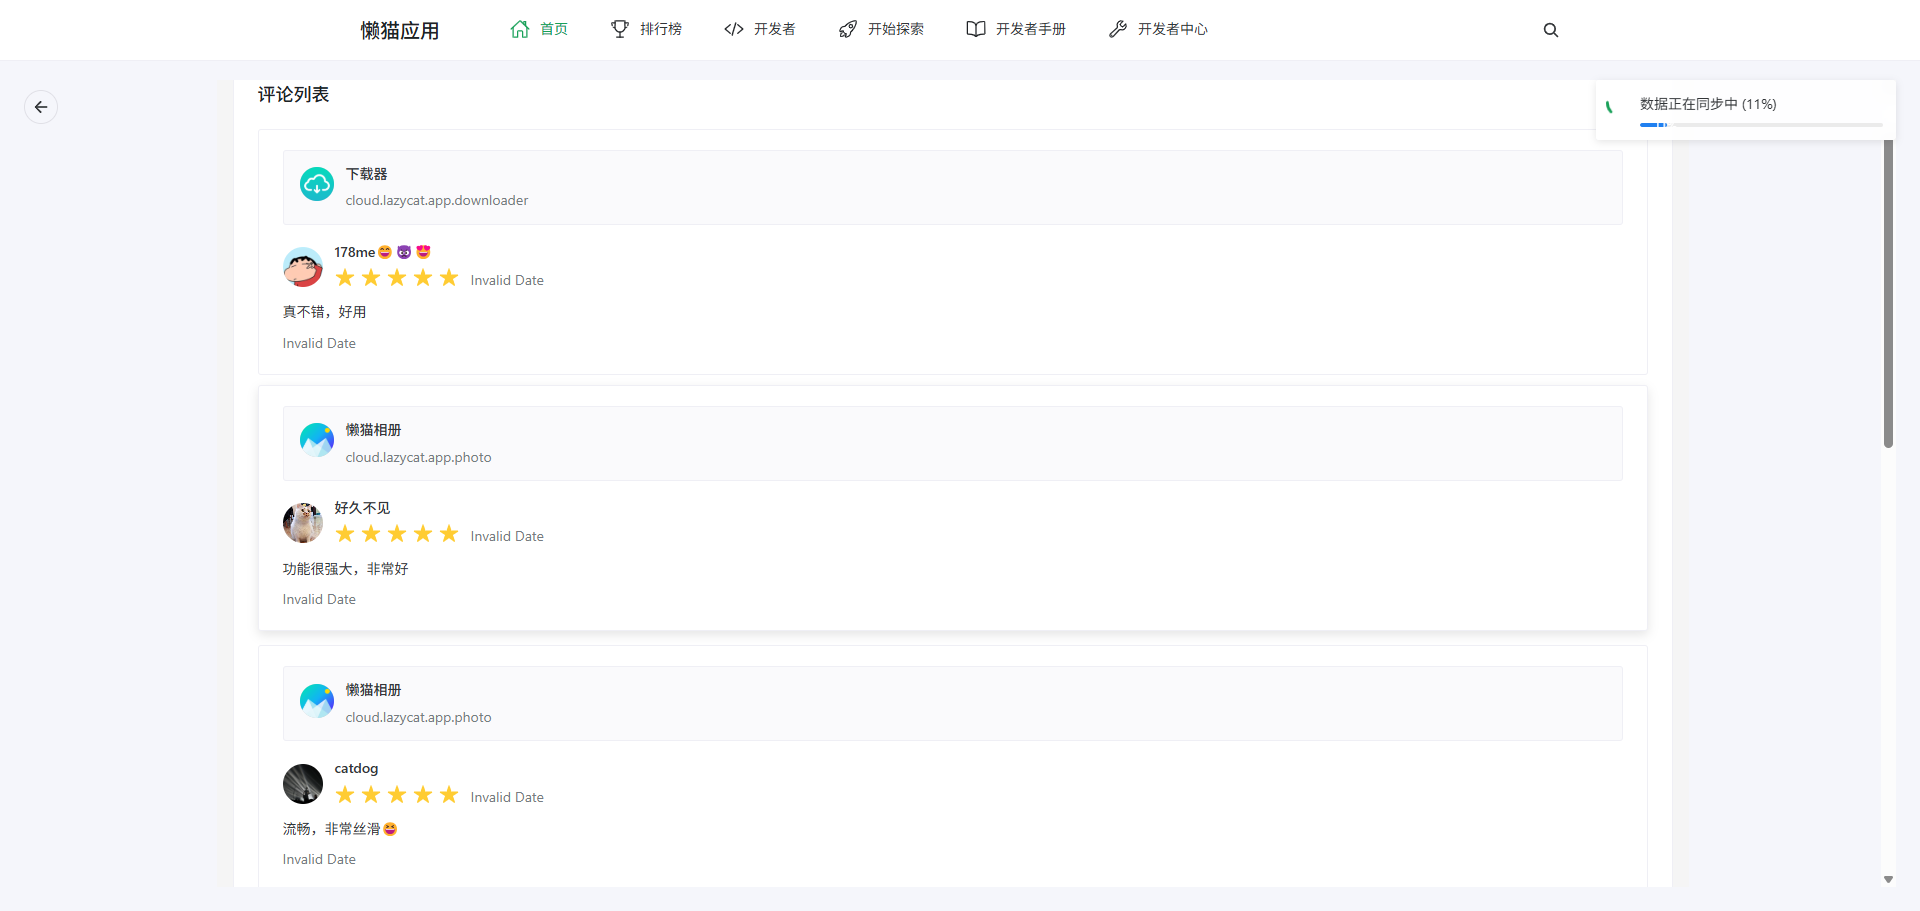 懒猫应用
首页
排行榜
开发者
开始探索
开发者手册
开发者中心
数据正在同步中 (11%)
评论列表
下载器
cloud.lazycat.app.downloader
178me😄😈😍
Invalid Date
真不错，好用
Invalid Date
懒猫相册
cloud.lazycat.app.photo
好久不见
Invalid Date
功能很强大，非常好
Invalid Date
懒猫相册
cloud.lazycat.app.photo
catdog
Invalid Date
流畅，非常丝滑😆
Invalid Date